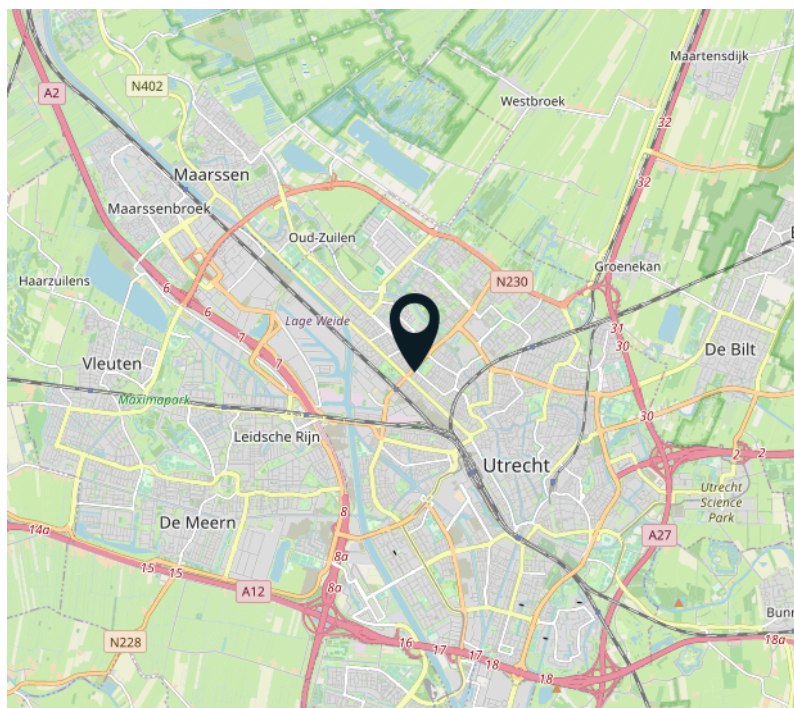 Maartensdijk
A2
N402
Westbroek
32
Maarssen
32
Maarssenbroek
Oud-Zuilen
Groenekan
Haarzuilens
N230
6
6
Lage Weide
31
7
30
De Bilt
Vleuten
7
Maximapark
30
Leidsche Rijn
2
2
Utrecht
Utrecht
Science
Park
8
De Meern
14a
A27
8a
15
15
8a
A12
Bunn
N228
16
17
17
18
18
18a